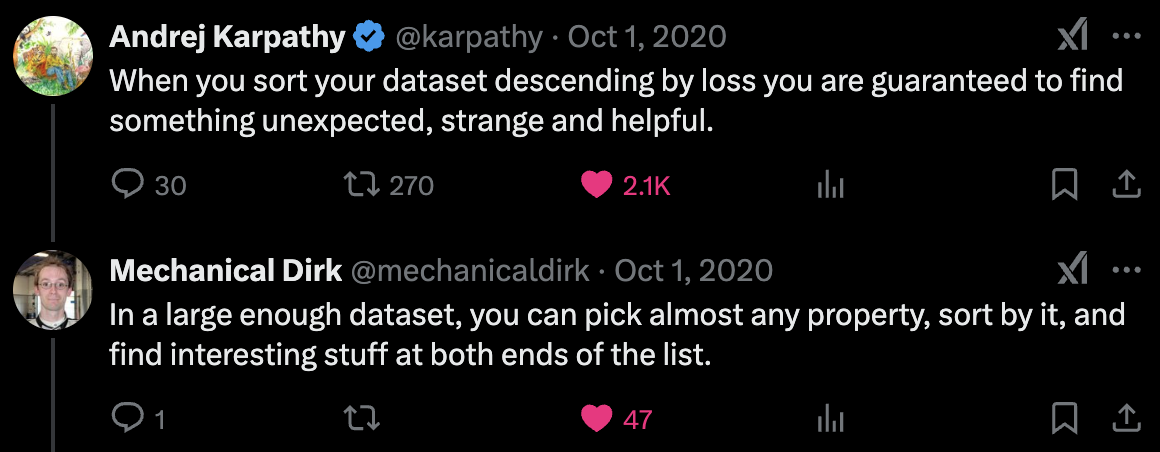 Andrej Karpathy @karpathy · Oct 1, 2020
When you sort your dataset descending by loss you are guaranteed to find
something unexpected, strange and helpful.
30 270 2.1K
Mechanical Dirk @mechanicaldirk · Oct 1, 2020
In a large enough dataset, you can pick almost any property, sort by it, and
find interesting stuff at both ends of the list.
1 47